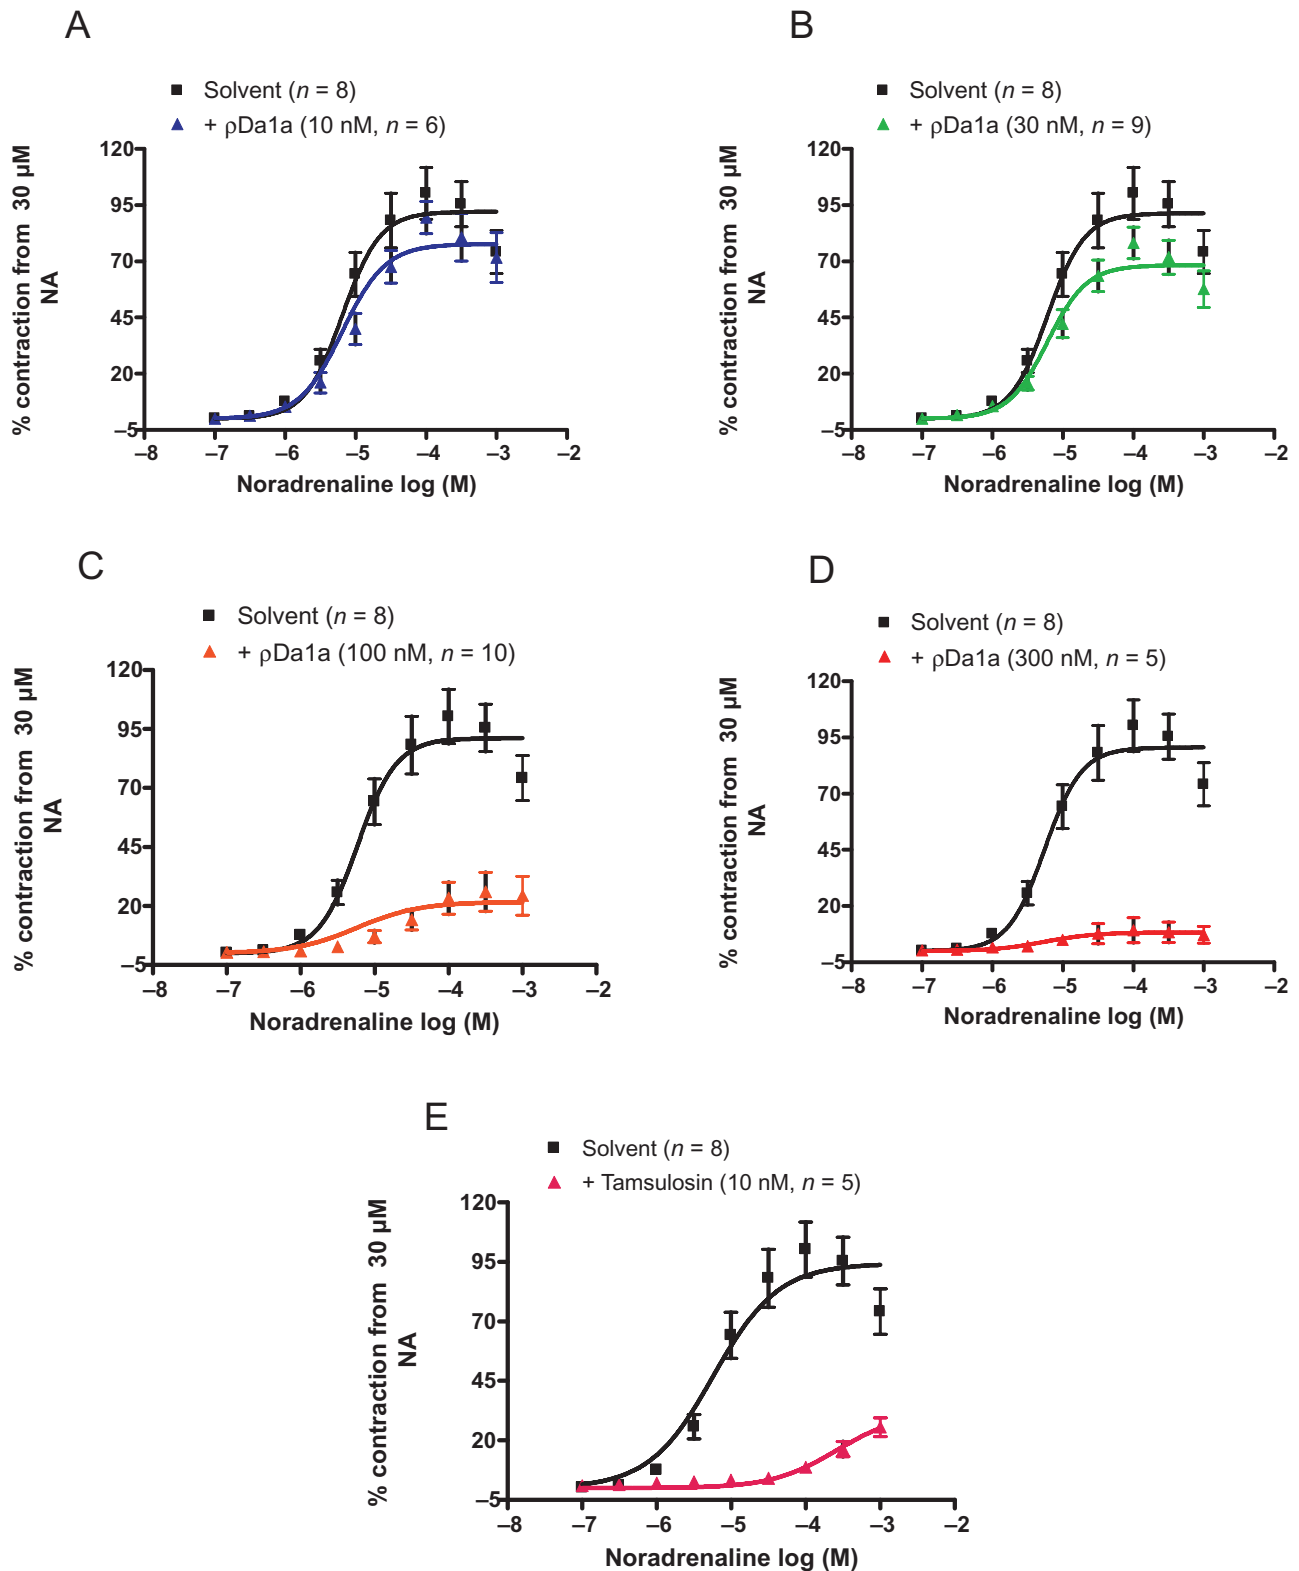 A
Solvent (n = 8)
+ ρDa1a (10 nM, n = 6)
120
95
70
45
20
–5
–8
–7
–6
–5
–4
–3
–2
% contraction from 30 µM
NA
Noradrenaline log (M)
B
Solvent (n = 8)
+ ρDa1a (30 nM, n = 9)
120
95
70
45
20
–5
–8
–7
–6
–5
–4
–3
–2
% contraction from 30 µM
NA
Noradrenaline log (M)
C
Solvent (n = 8)
+ ρDa1a (100 nM, n = 10)
120
95
70
45
20
–5
–8
–7
–6
–5
–4
–3
–2
% contraction from 30 µM
NA
Noradrenaline log (M)
D
Solvent (n = 8)
+ ρDa1a (300 nM, n = 5)
120
95
70
45
20
–5
–8
–7
–6
–5
–4
–3
–2
% contraction from 30 µM
NA
Noradrenaline log (M)
E
Solvent (n = 8)
+ Tamsulosin (10 nM, n = 5)
120
95
70
45
20
–5
–8
–7
–6
–5
–4
–3
–2
% contraction from 30 µM
NA
Noradrenaline log (M)